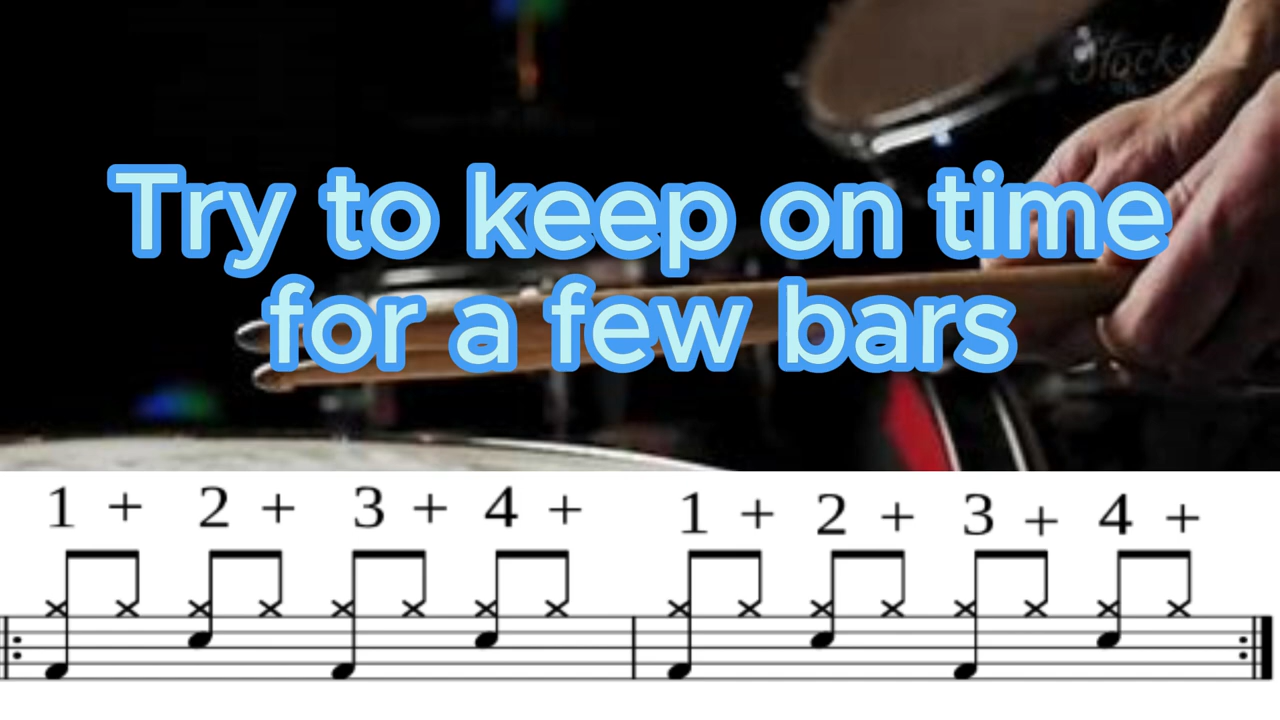 Try to keep on time
for a few bars
1 + 2 + 3 + 4 + 1 + 2 + 3 + 4 +